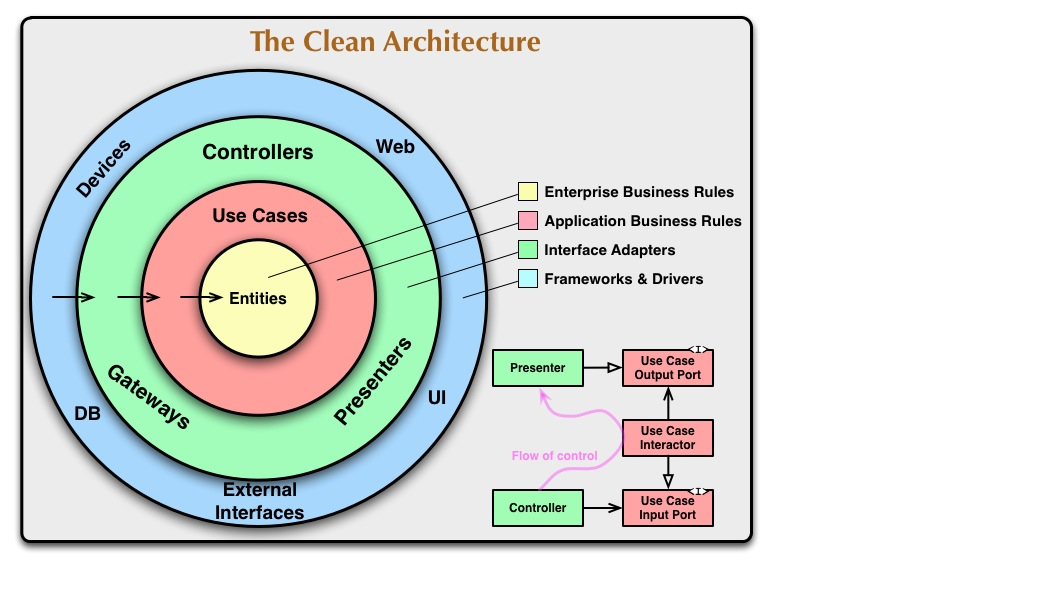 The Clean Architecture
Devices
Web
Controllers
Use Cases
Entities
Gateways
Presenters
DB
UI
External
Interfaces
Enterprise Business Rules
Application Business Rules
Interface Adapters
Frameworks & Drivers
Presenter
<I>
Use Case
Output Port
Use Case
Interactor
Flow of control
Controller
<I>
Use Case
Input Port